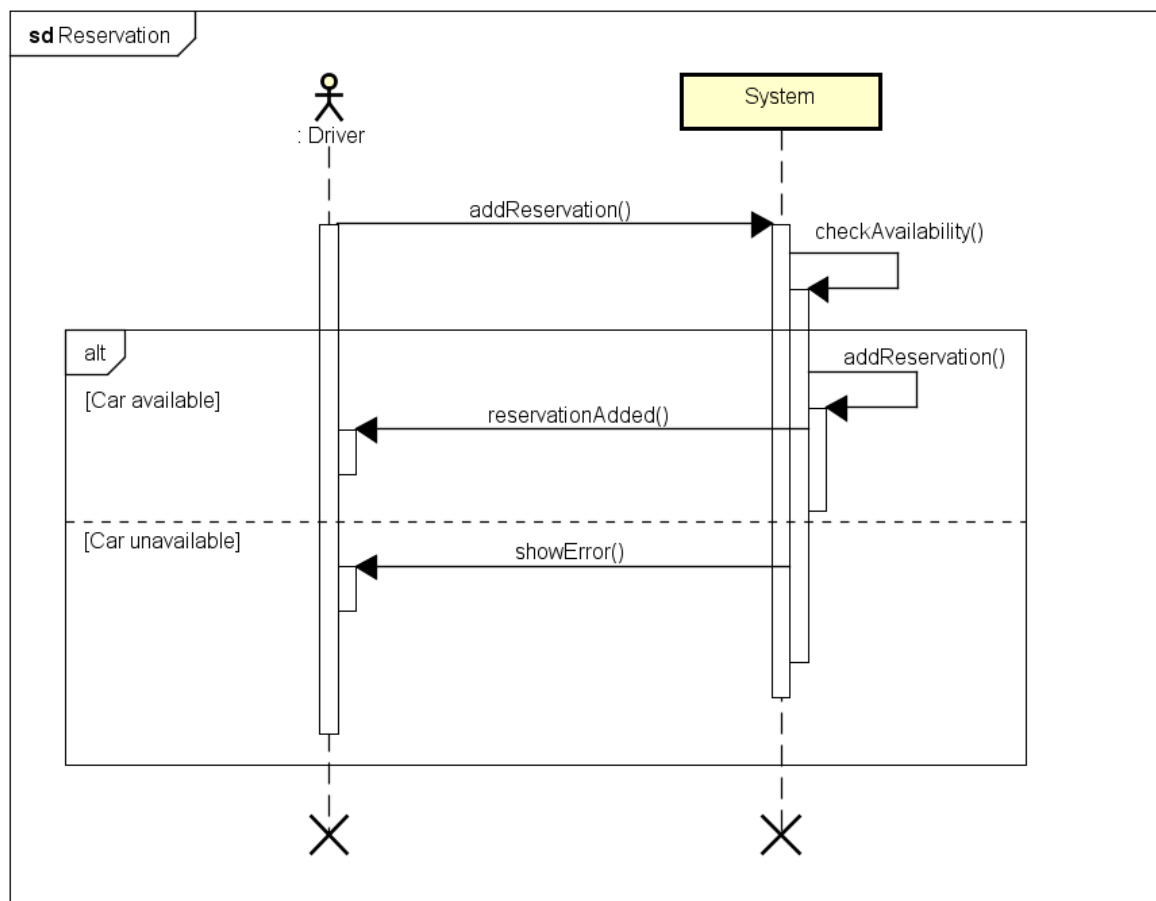 sd Reservation
: Driver
System
addReservation()
checkAvailability()
alt
addReservation()
[Car available]
reservationAdded()
[Car unavailable]
showError()